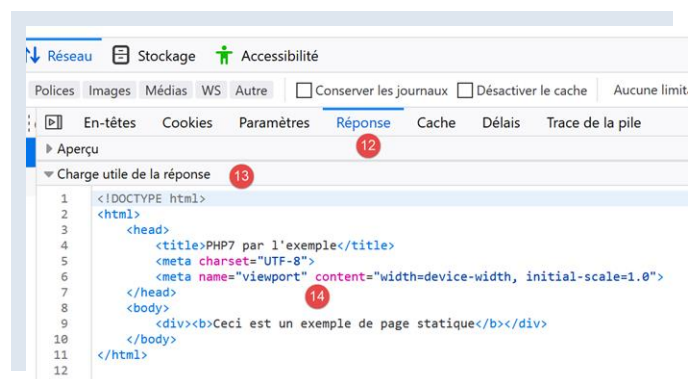 Réseau Stockage Accessibilité
Polices Images Médias WS Autre Conserver les journaux Désactiver le cache Aucune
En-têtes Cookies Paramètres Réponse Cache Délais Trace de la pile
12
Aperçu
Charge utile de la réponse 13
1 <!DOCTYPE html>
2 <html>
3 <head>
4 <title>PHP7 par l'exemple</title>
5 <meta charset="UTF-8">
6 <meta name="viewport" content="width=device-width, initial-scale=1.0">
7 </head>
14
8 <body>
9 <div><b>Ceci est un exemple de page statique</b></div>
10 </body>
11 </html>
12